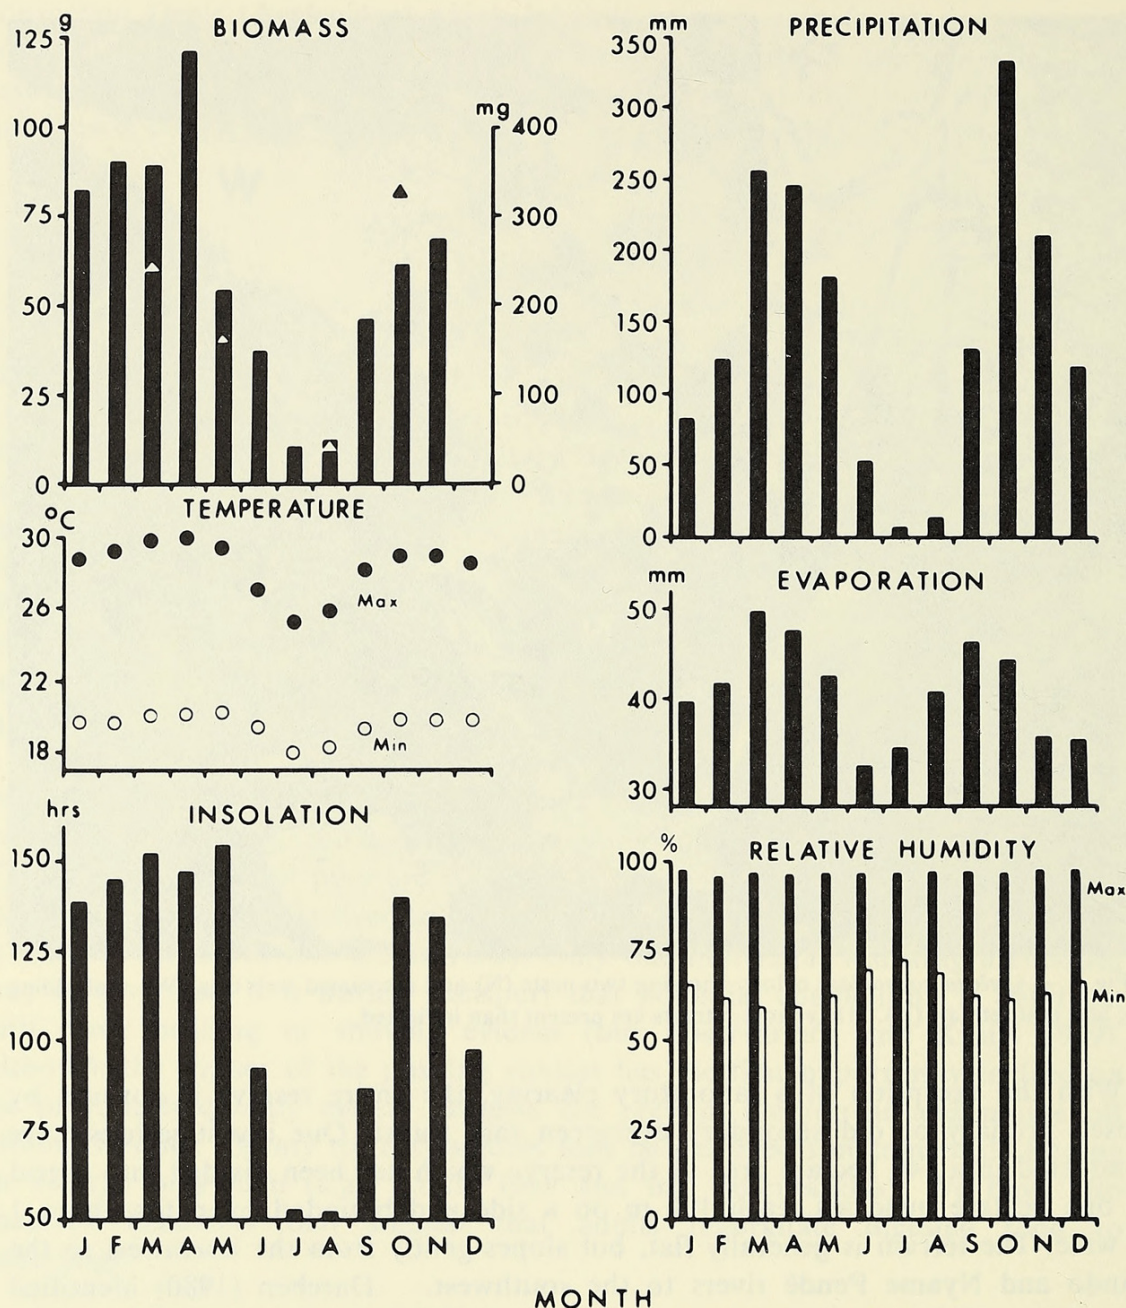 BIOMASS
g
125
100
75
50
25
0
mg
400
300
200
100
0
PRECIPITATION
mm
350
300
250
200
150
100
50
0
TEMPERATURE
°C
30
26
22
18
Max
Min
EVAPORATION
mm
50
40
30
INSOLATION
hrs
150
125
100
75
50
J F M A M J J A S O N D
RELATIVE HUMIDITY
%
100
75
50
25
0
Max
Min
J F M A M J J A S O N D
MONTH